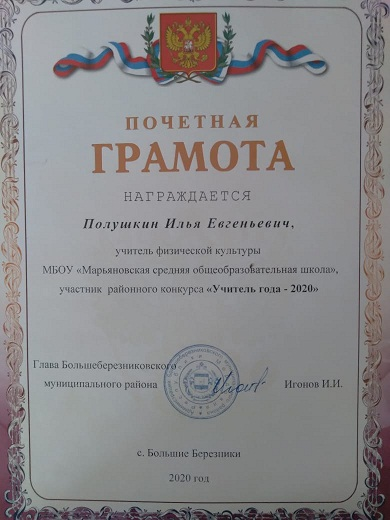 ПОЧЕТНАЯ
ГРАМОТА
НАГРАЖДАЕТСЯ
Полушкин Илья Евгеньевич,
учитель физической культуры
МБОУ «Марьяновская средняя общеобразовательная школа»,
участник районного конкурса «Учитель года - 2020»
Глава Большеберезниковского
муниципального района Игонов И.И.
с. Большие Березники
2020 год